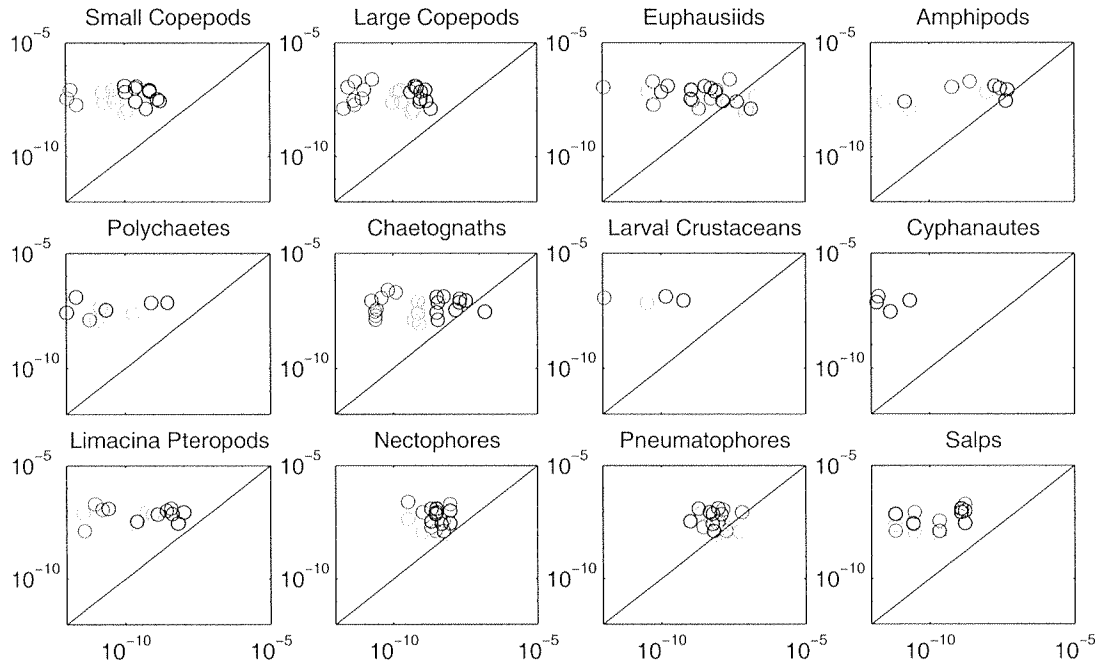 Small Copepods Large Copepods Euphausiids Amphipods
10^-5 10^-5 10^-5 10^-5
10^-10 10^-10 10^-10 10^-10
Polychaetes Chaetognaths Larval Crustaceans Cyphanautes
10^-5 10^-5 10^-5 10^-5
10^-10 10^-10 10^-10 10^-10
Limacina Pteropods Nectophores Pneumatophores Salps
10^-5 10^-5 10^-5 10^-5
10^-10 10^-10 10^-10 10^-10
10^-10 10^-5 10^-10 10^-5 10^-10 10^-5 10^-10 10^-5